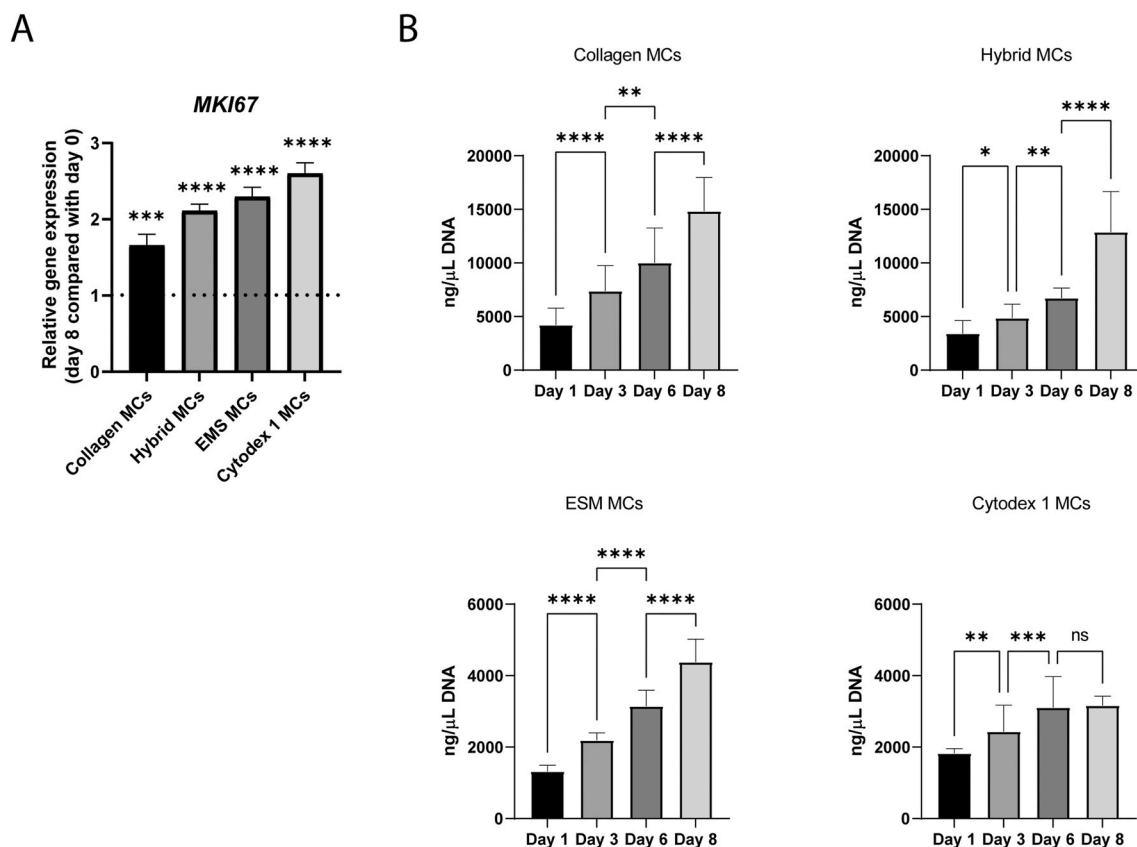 A
MKI67
Relative gene expression
(day 8 compared with day 0)
3
2
1
0
***
****
****
****
Collagen MCs
Hybrid MCs
EMS MCs
Cytodex 1 MCs
B
Collagen MCs
ng/μL DNA
20000
15000
10000
5000
0
****
**
****
Day 1 Day 3 Day 6 Day 8
Hybrid MCs
ng/μL DNA
20000
15000
10000
5000
0
*
**
****
Day 1 Day 3 Day 6 Day 8
ESM MCs
ng/μL DNA
6000
4000
2000
0
****
****
****
Day 1 Day 3 Day 6 Day 8
Cytodex 1 MCs
ng/μL DNA
6000
4000
2000
0
**
***
ns
Day 1 Day 3 Day 6 Day 8